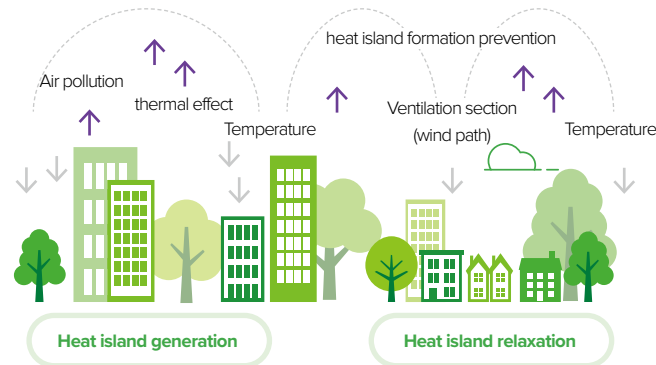 heat island formation prevention
Air pollution
thermal effect
Temperature
Ventilation section
(wind path)
Temperature
Heat island generation
Heat island relaxation